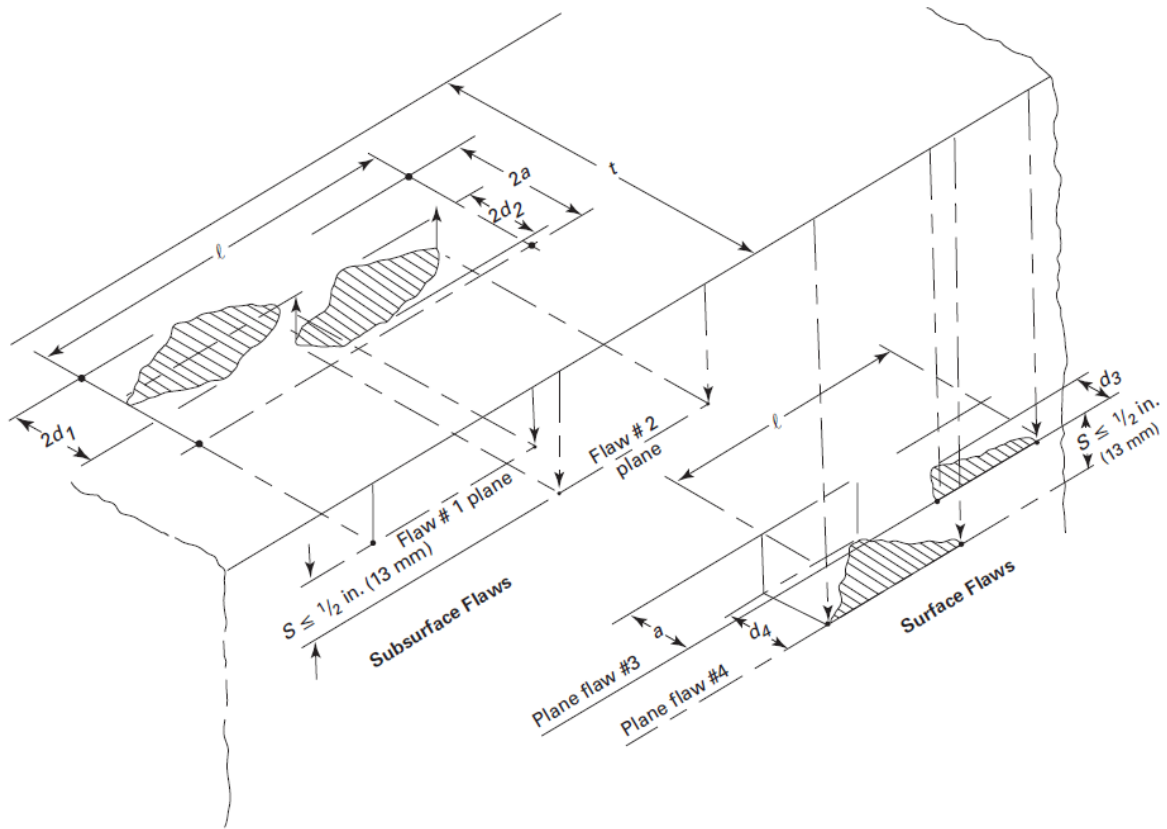 t
2a
2d2
ℓ
2d1
Flaw # 2
plane
Flaw # 1 plane
S ≤ 1/2 in. (13 mm)
Subsurface Flaws
ℓ
d3
S ≤ 1/2 in.
(13 mm)
a
d4
Surface Flaws
Plane flaw #3
Plane flaw #4